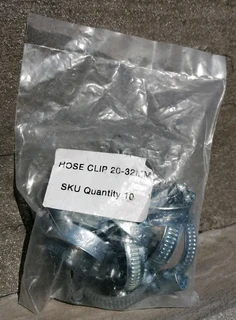 HOSE CLIP 20-32MM
SKU Quantity 10